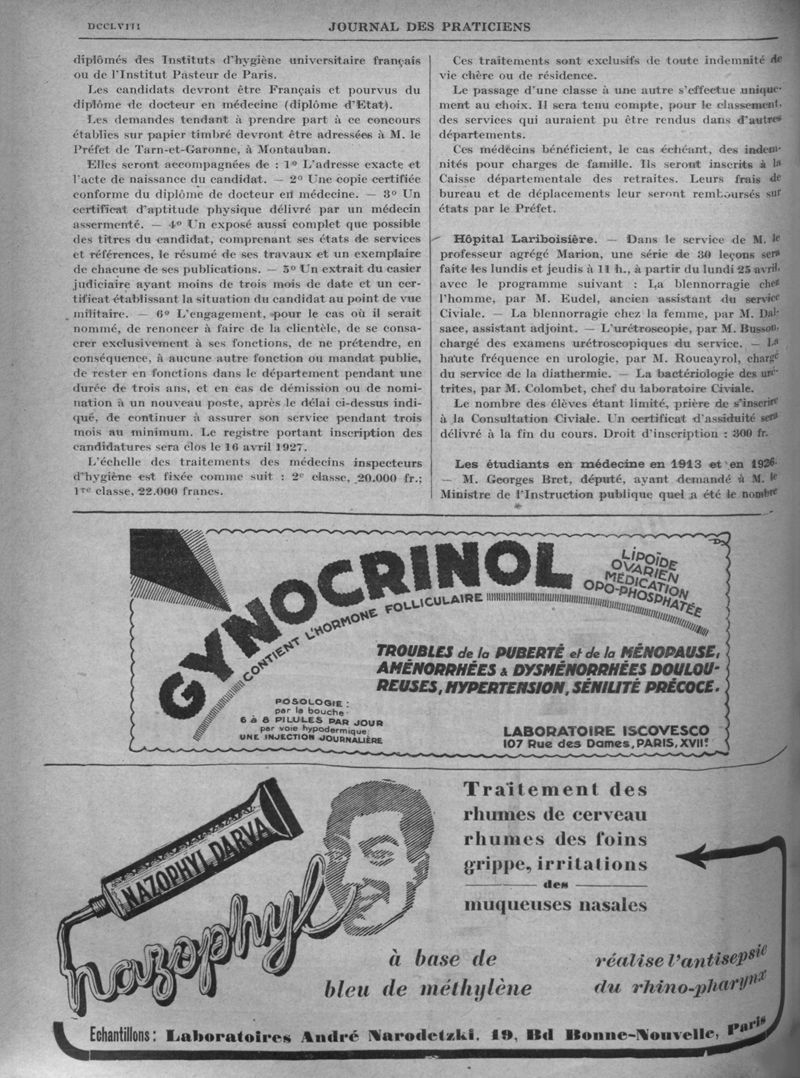 DCCLVIII
JOURNAL DES PRATICIENS
diplômés des Instituts d'hygiène universitaire français
ou de l'Institut Pasteur de Paris.
Les candidats devront être Français et pourvus du
diplôme de docteur en médecine (diplôme d'Etat).
Les demandes tendant à prendre part à ce concours
établies sur papier timbré devront être adressées à M. le
Préfet de Tarn-et-Garonne, à Montauban.
Elles seront accompagnées de : 1º L'adresse exacte et
l'acte de naissance du candidat. — 2º Une copie certifiée
conforme du diplôme de docteur en médecine. — 3º Un
certificat d'aptitude physique délivré par un médecin
assermenté. — 4º Un exposé aussi complet que possible
des titres du candidat, comprenant ses états de services
et références, le résumé de ses travaux et un exemplaire
de chacune de ses publications. — 5º Un extrait du casier
judiciaire ayant moins de trois mois de date et un cer-
tificat établissant la situation du candidat au point de vue
militaire. — 6º L'engagement, pour le cas où il serait
nommé, de renoncer à faire de la clientèle, de se consa-
crer exclusivement à ses fonctions, de ne prétendre, en
conséquence, à aucune autre fonction ou mandat public,
de rester en fonctions dans le département pendant une
durée de trois ans, et en cas de démission ou de nomi-
nation à un nouveau poste, après le délai ci-dessus indi-
qué, de continuer à assurer son service pendant trois
mois au minimum. Le registre portant inscription des
candidatures sera clos le 16 avril 1927.
L'échelle des traitements des médecins inspecteurs
d'hygiène est fixée comme suit : 2e classe, 20.000 fr.;
1re classe, 22.000 francs.
Ces traitements sont exclusifs de toute indemnité de
vie chère ou de résidence.
Le passage d'une classe à une autre s'effectue unique-
ment au choix. Il sera tenu compte, pour le classement,
des services qui auraient pu être rendus dans d'autres
départements.
Ces médecins bénéficient, le cas échéant, des indem-
nités pour charges de famille. Ils seront inscrits à la
Caisse départementale des retraites. Leurs frais de
bureau et de déplacements leur seront remboursés sur
états par le Préfet.
Hôpital Lariboisière. — Dans le service de M. le
professeur agrégé Marion, une série de 30 leçons sera
faite les lundis et jeudis à 11 h., à partir du lundi 25 avril,
avec le programme suivant : La blennorragie chez
l'homme, par M. Eudel, ancien assistant du service
Civiale. — La blennorragie chez la femme, par M. Dal-
sace, assistant adjoint. — L'urétroscopie, par M. Busson,
chargé des examens urétroscopiques du service. — La
haute fréquence en urologie, par M. Roucayrol, chargé
du service de la diathermie. — La bactériologie des uré-
trites, par M. Colombet, chef du laboratoire Civiale.
Le nombre des élèves étant limité, prière de s'inscrire
à la Consultation Civiale. Un certificat d'assiduité sera
délivré à la fin du cours. Droit d'inscription : 300 fr.
Les étudiants en médecine en 1913 et en 1926.
— M. Georges Bret, député, ayant demandé à M. le
Ministre de l'Instruction publique quel a été le nombre
GYNOCRINOL
CONTIENT L'HORMONE FOLLICULAIRE
LIPOÏDE
OVARIEN
MÉDICATION
OPO-PHOSPHATÉE
TROUBLES de la PUBERTÉ et de la MÉNOPAUSE,
AMÉNORRHÉES & DYSMÉNORRHÉES DOULOU-
REUSES, HYPERTENSION, SÉNILITÉ PRÉCOCE.
POSOLOGIE :
par la bouche
6 à 8 PILULES PAR JOUR
par voie hypodermique
UNE INJECTION JOURNALIÈRE
LABORATOIRE ISCOVESCO
107 Rue des Dames, PARIS, XVIIe
NAZOPHYL DARVA
nazophyl
Traitement des
rhumes de cerveau
rhumes des foins
grippe, irritations
des
muqueuses nasales
à base de
bleu de méthylène
réalise l'antisepsie
du rhino-pharynx
Echantillons : Laboratoires André Narodetzki, 19, Bd Bonne-Nouvelle, Paris